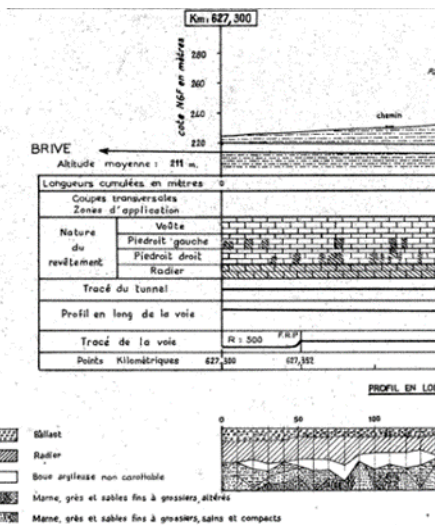 Km: 627,300
280
260
240
220
cote NGF en mètres
chemin
BRIVE
Altitude moyenne : 211 m.
Longueurs cumulées en mètres 0
Coupes transversales
Zones d'application
Nature du revêtement
Voûte
Piedroit gauche
Piedroit droit
Radier
Tracé du tunnel
Profil en long de la voie
Tracé de la voie R : 500
Points Kilométriques 627,300 627,352
PROFIL EN LO
0 50 100
Ballast
Radier
Boue argileuse non carottable
Marne, grès et sables fins à grossiers, altérés
Marne, grès et sables fins à grossiers, sains et compacts